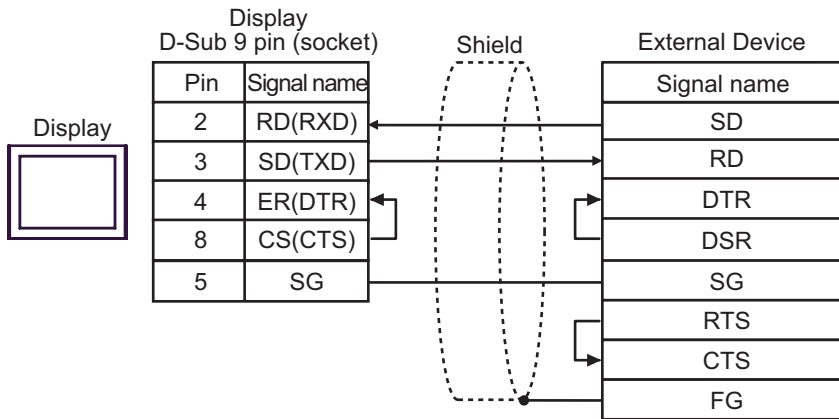 Display
D-Sub 9 pin (socket)
Shield
External Device
Pin Signal name
Signal name
Display
2 RD(RXD)
SD
3 SD(TXD)
RD
4 ER(DTR)
DTR
8 CS(CTS)
DSR
5 SG
SG
RTS
CTS
FG